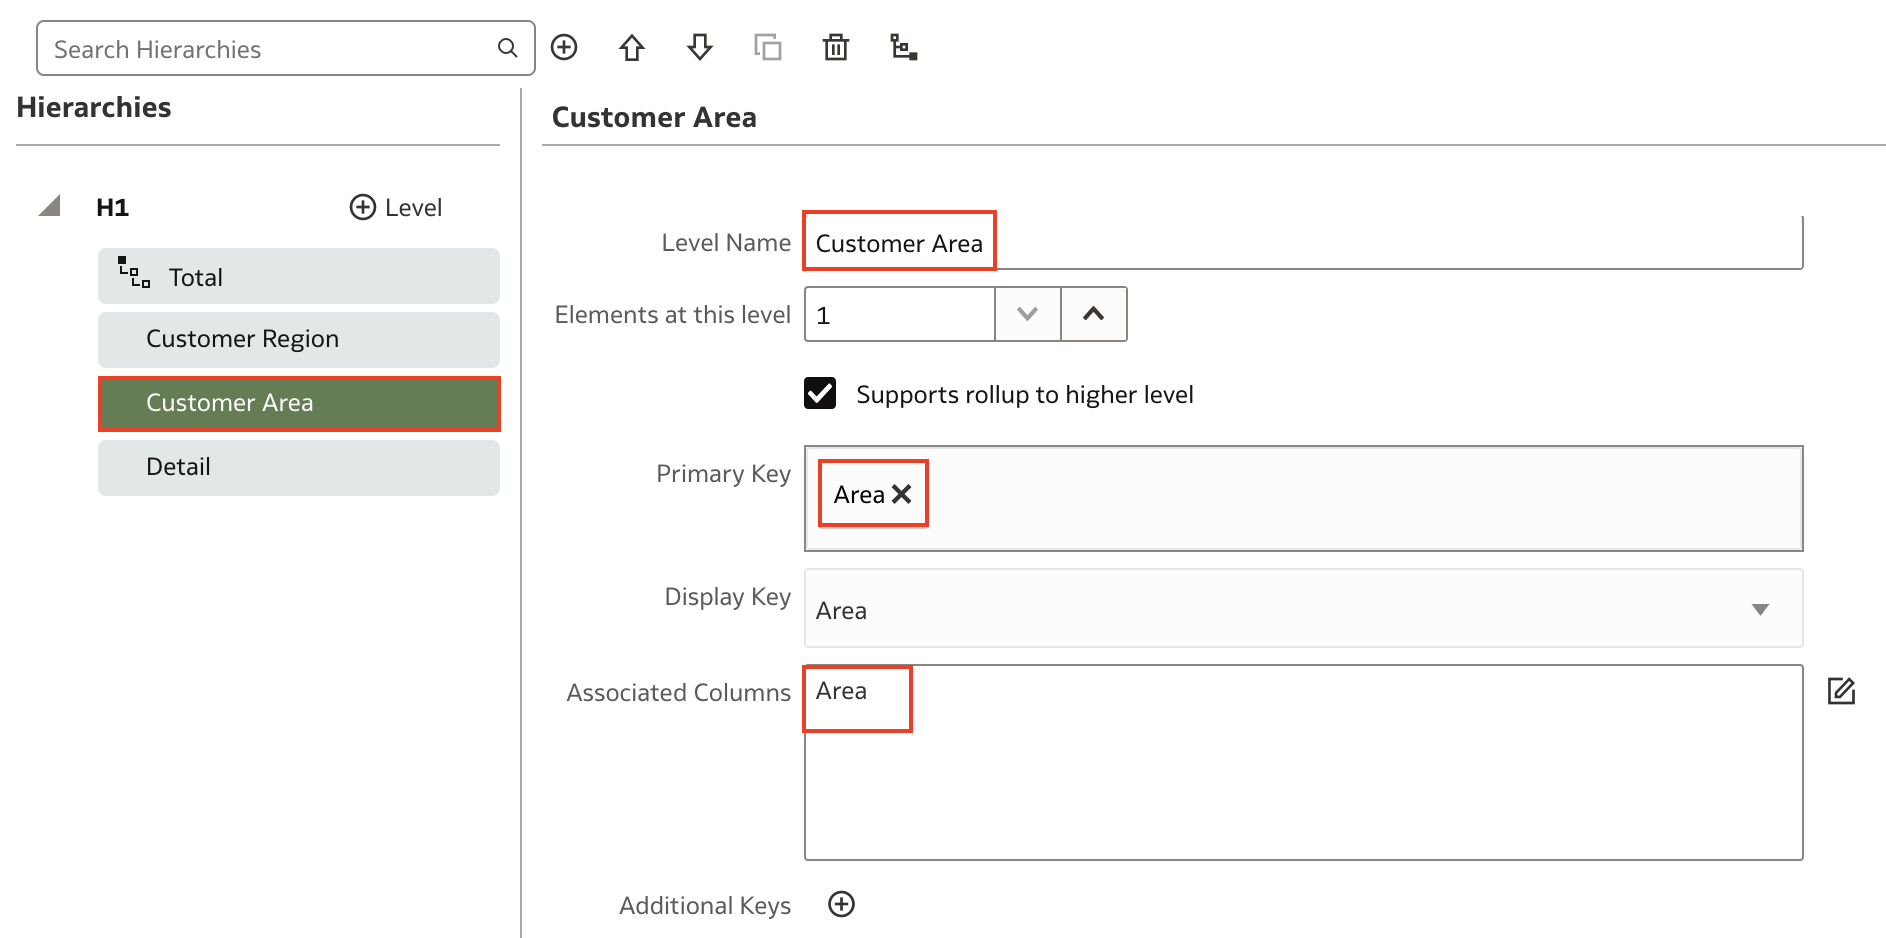 Search Hierarchies
Hierarchies
H1
Level
Total
Customer Region
Customer Area
Detail
Customer Area
Level Name
Customer Area
Elements at this level
1
Supports rollup to higher level
Primary Key
Area
Display Key
Area
Associated Columns
Area
Additional Keys